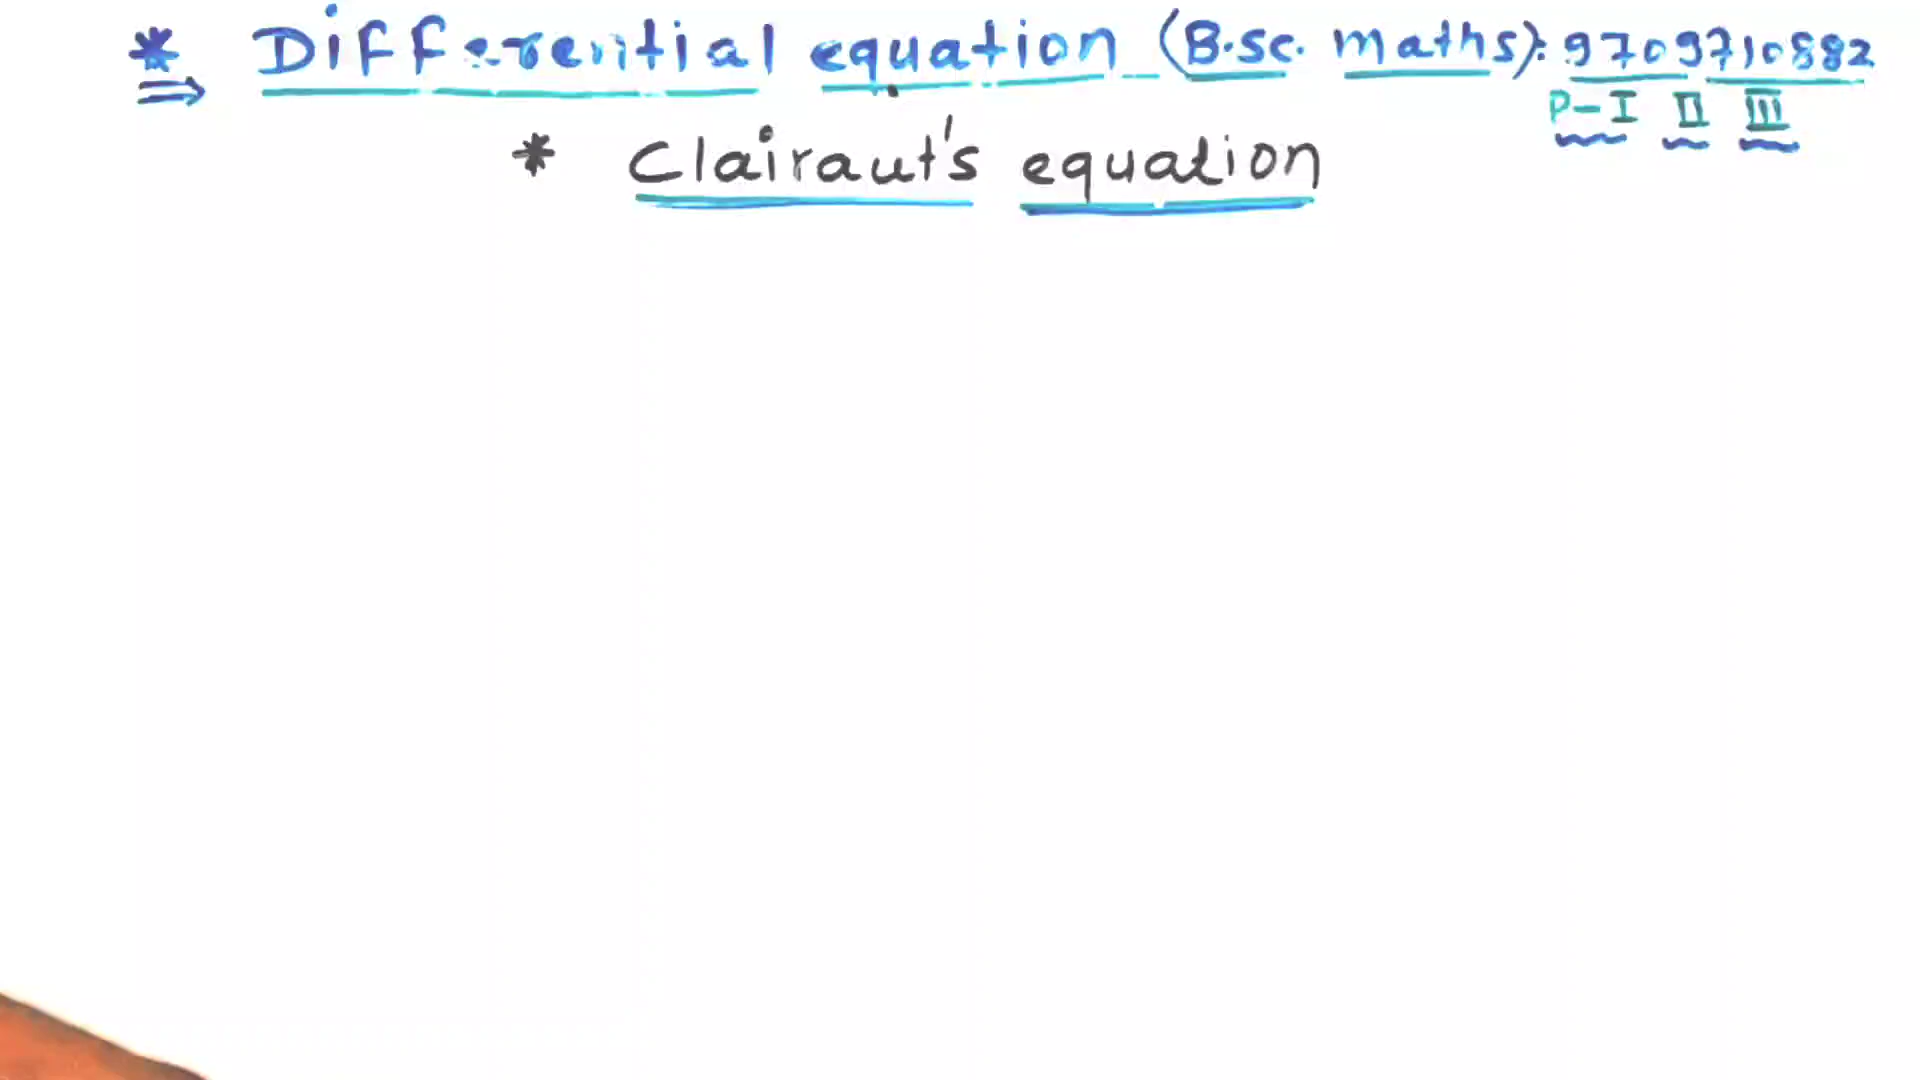 * Differential equation (B.sc. maths): 9709710882
⇒ P-I II III
* Clairaut's equation